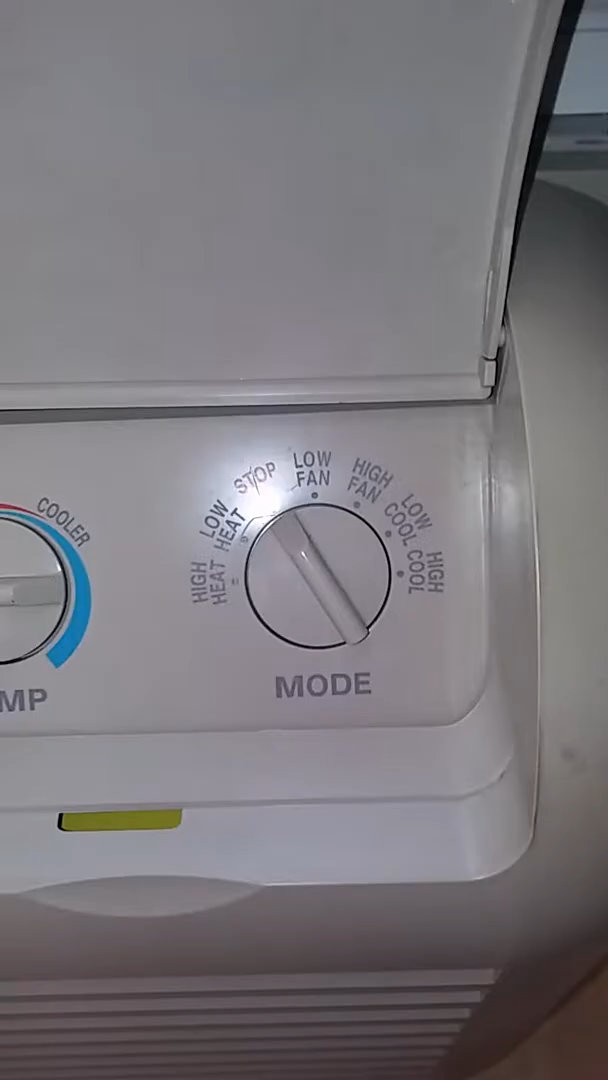 COOLER
HIGH
HEAT
LOW
HEAT
STOP
LOW
FAN
HIGH
FAN
LOW
COOL
HIGH
COOL
MP
MODE